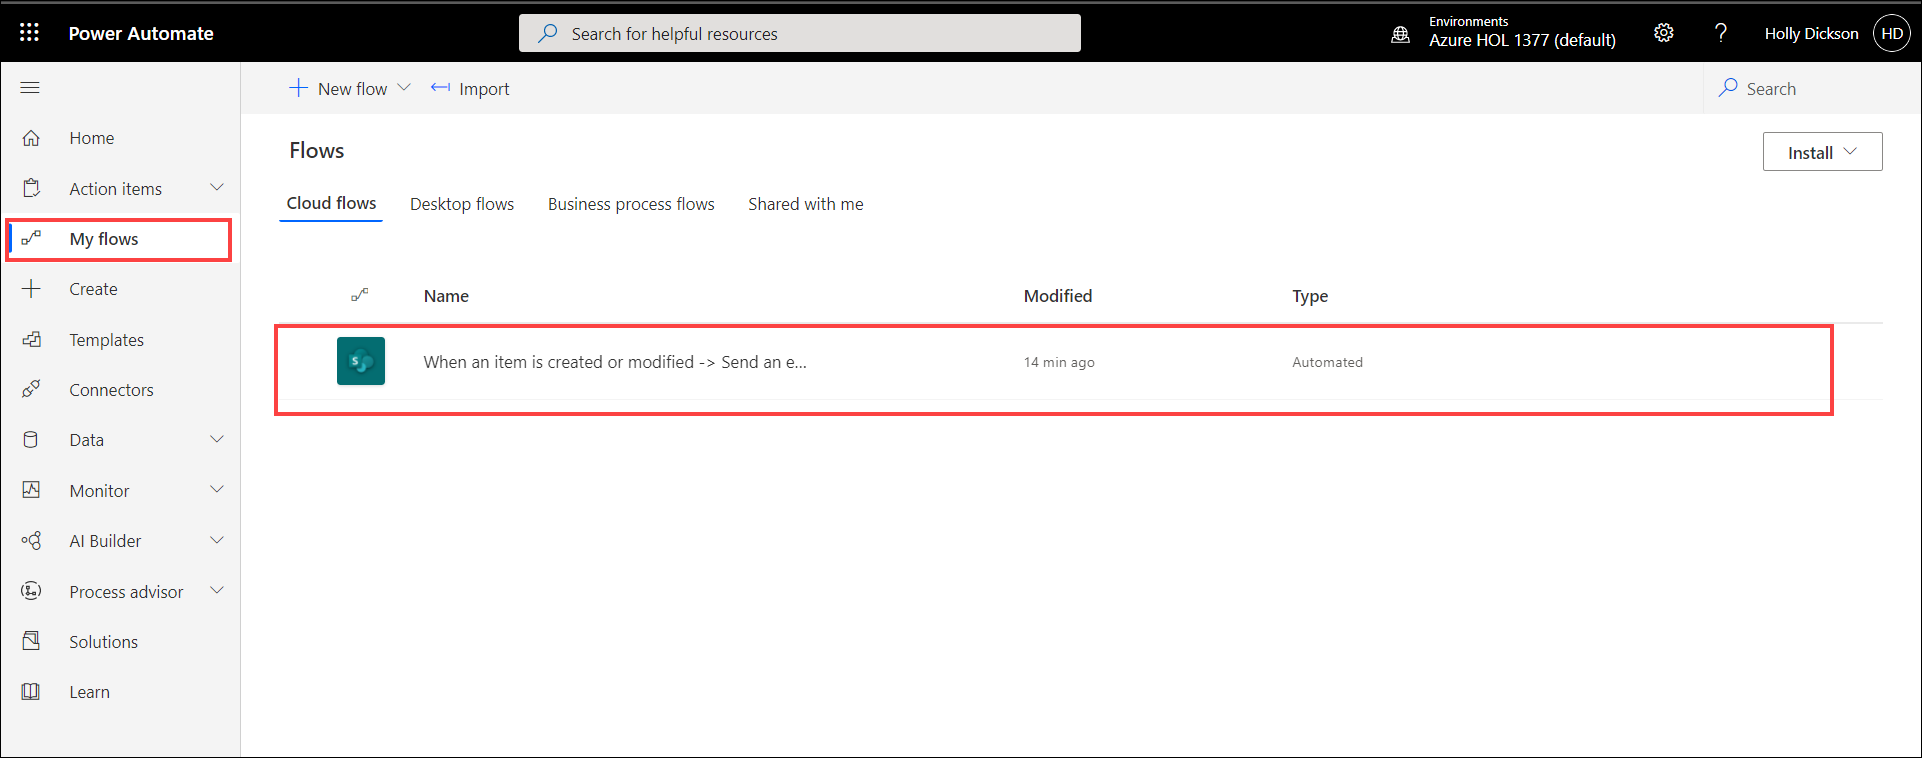 Power Automate
Search for helpful resources
Environments
Azure HOL 1377 (default)
?
Holly Dickson
HD
New flow
Import
Search
Home
Action items
My flows
Create
Templates
Connectors
Data
Monitor
AI Builder
Process advisor
Solutions
Learn
Flows
Install
Cloud flows Desktop flows Business process flows Shared with me
Name Modified Type
S When an item is created or modified -> Send an e... 14 min ago Automated